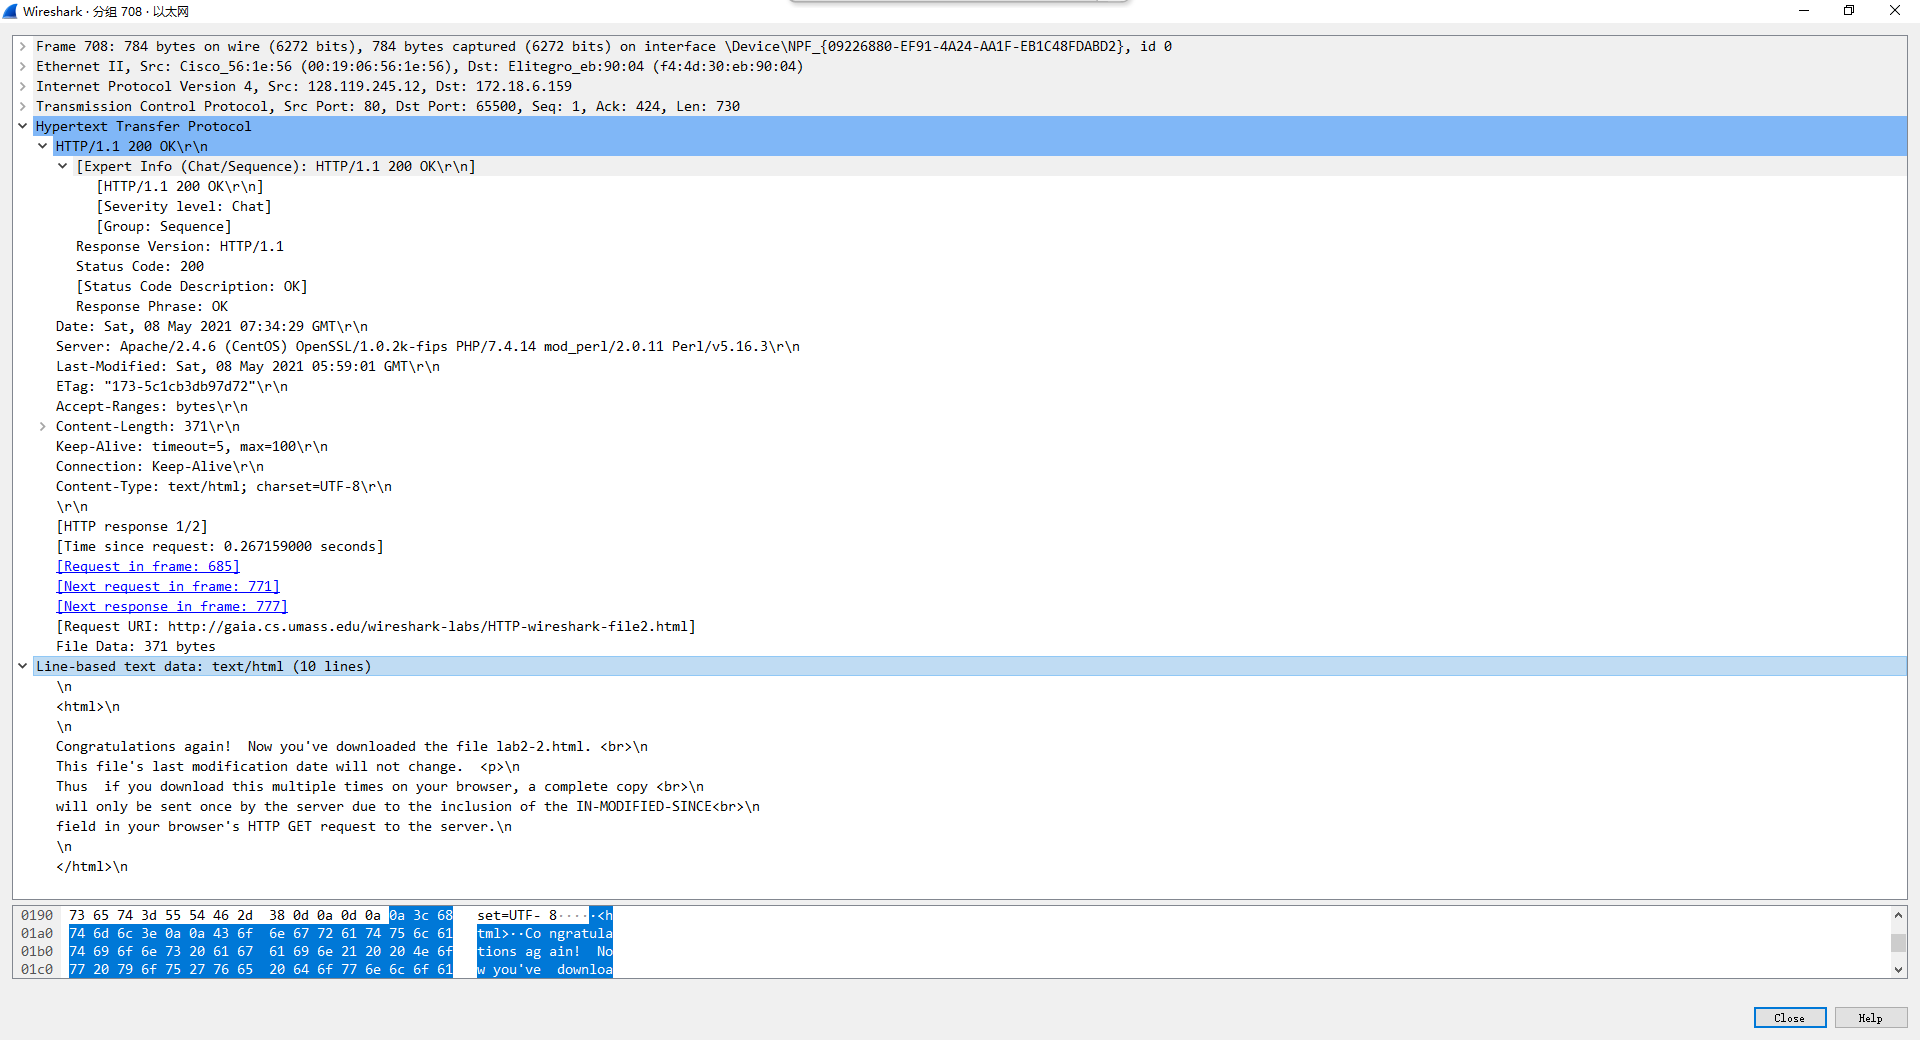 Wireshark · 分组 708 · 以太网
Frame 708: 784 bytes on wire (6272 bits), 784 bytes captured (6272 bits) on interface \Device\NPF_{09226880-EF91-4A24-AA1F-EB1C48FDABD2}, id 0
Ethernet II, Src: Cisco_56:1e:56 (00:19:06:56:1e:56), Dst: Elitegro_eb:90:04 (f4:4d:30:eb:90:04)
Internet Protocol Version 4, Src: 128.119.245.12, Dst: 172.18.6.159
Transmission Control Protocol, Src Port: 80, Dst Port: 65500, Seq: 1, Ack: 424, Len: 730
Hypertext Transfer Protocol
HTTP/1.1 200 OK\r\n
[Expert Info (Chat/Sequence): HTTP/1.1 200 OK\r\n]
[HTTP/1.1 200 OK\r\n]
[Severity level: Chat]
[Group: Sequence]
Response Version: HTTP/1.1
Status Code: 200
[Status Code Description: OK]
Response Phrase: OK
Date: Sat, 08 May 2021 07:34:29 GMT\r\n
Server: Apache/2.4.6 (CentOS) OpenSSL/1.0.2k-fips PHP/7.4.14 mod_perl/2.0.11 Perl/v5.16.3\r\n
Last-Modified: Sat, 08 May 2021 05:59:01 GMT\r\n
ETag: "173-5c1cb3db97d72"\r\n
Accept-Ranges: bytes\r\n
Content-Length: 371\r\n
Keep-Alive: timeout=5, max=100\r\n
Connection: Keep-Alive\r\n
Content-Type: text/html; charset=UTF-8\r\n
\r\n
[HTTP response 1/2]
[Time since request: 0.267159000 seconds]
[Request in frame: 685]
[Next request in frame: 771]
[Next response in frame: 777]
[Request URI: http://gaia.cs.umass.edu/wireshark-labs/HTTP-wireshark-file2.html]
File Data: 371 bytes
Line-based text data: text/html (10 lines)
\n
<html>\n
\n
Congratulations again!  Now you've downloaded the file lab2-2.html. <br>\n
This file's last modification date will not change.  <p>\n
Thus  if you download this multiple times on your browser, a complete copy <br>\n
will only be sent once by the server due to the inclusion of the IN-MODIFIED-SINCE<br>\n
field in your browser's HTTP GET request to the server.\n
\n
</html>\n
0190 73 65 74 3d 55 54 46 2d 38 0d 0a 0d 0a 0a 3c 68 set=UTF- 8·····<h
01a0 74 6d 6c 3e 0a 0a 43 6f 6e 67 72 61 74 75 6c 61 tml>··Co ngratula
01b0 74 69 6f 6e 73 20 61 67 61 69 6e 21 20 20 4e 6f tions ag ain!  No
01c0 77 20 79 6f 75 27 76 65 20 64 6f 77 6e 6c 6f 61 w you've  downloa
Close
Help